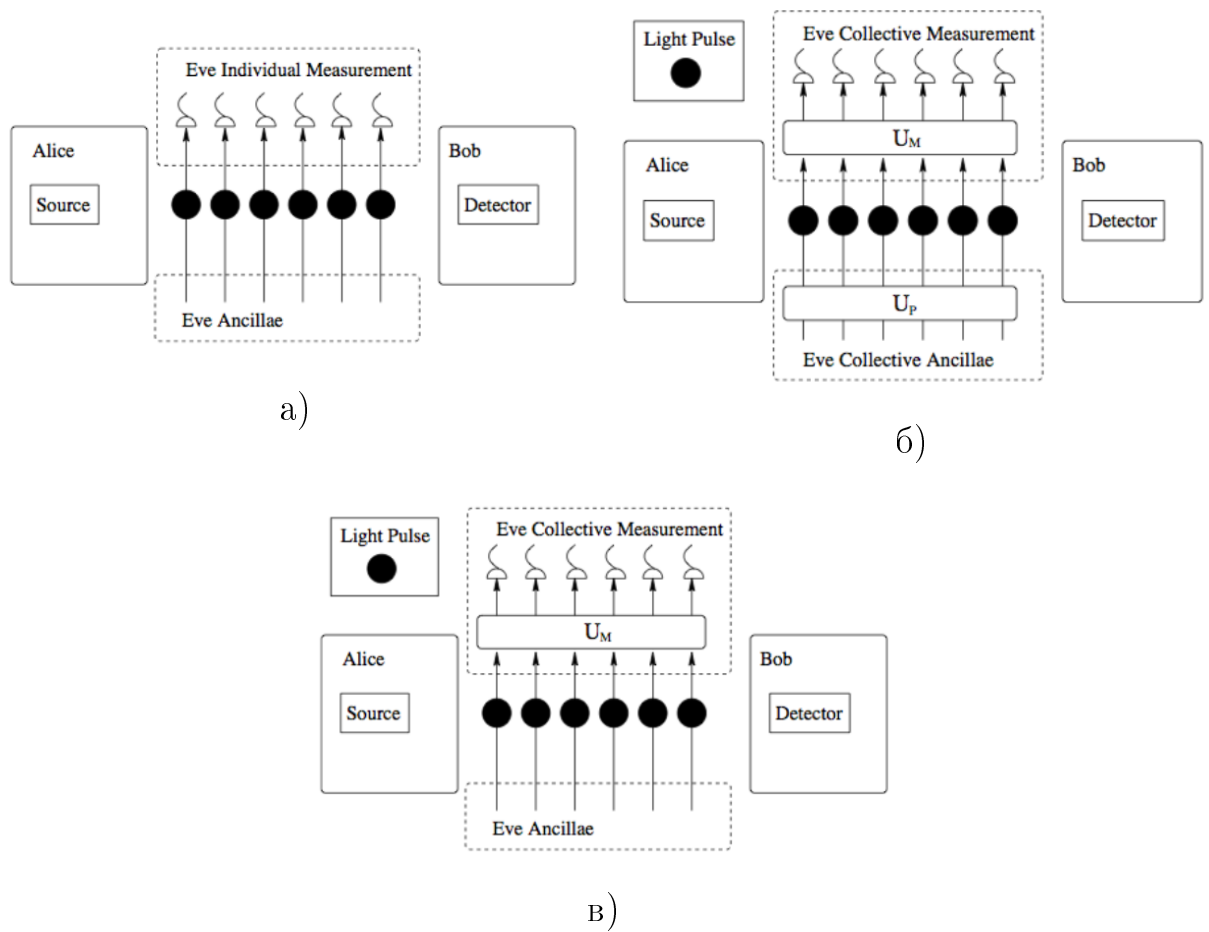 Eve Individual Measurement
Alice
Source
Bob
Detector
Eve Ancillae
а)
Light Pulse
Eve Collective Measurement
U_M
Alice
Source
Bob
Detector
U_P
Eve Collective Ancillae
б)
Light Pulse
Eve Collective Measurement
U_M
Alice
Source
Bob
Detector
Eve Ancillae
в)